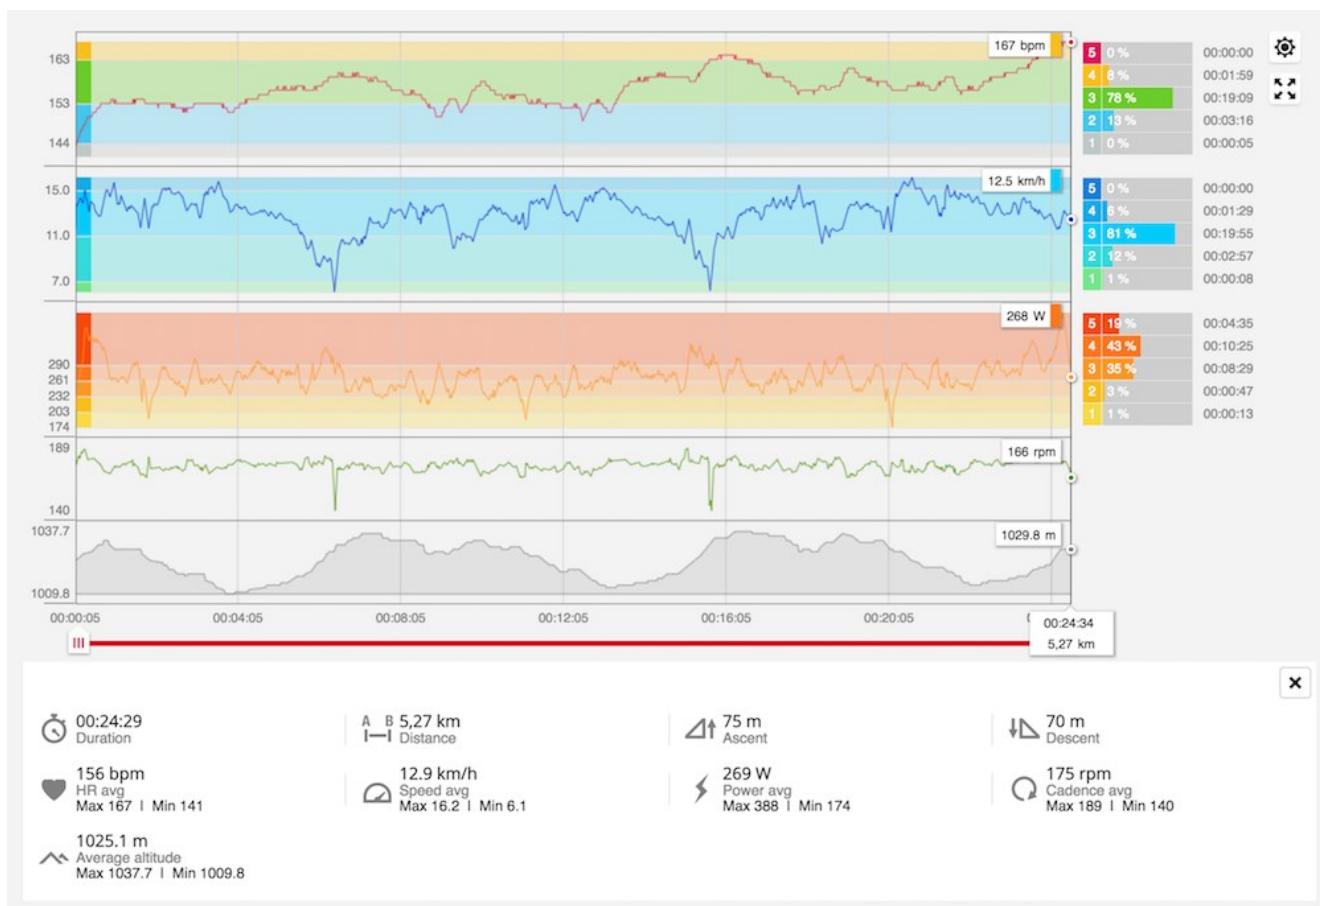 163
153
144
167 bpm
5 0 % 00:00:00
4 8 % 00:01:59
3 78 % 00:19:09
2 13 % 00:03:16
1 0 % 00:00:05
15.0
11.0
7.0
12.5 km/h
5 0 % 00:00:00
4 6 % 00:01:29
3 81 % 00:19:55
2 12 % 00:02:57
1 1 % 00:00:08
290
261
232
203
174
268 W
5 19 % 00:04:35
4 43 % 00:10:25
3 35 % 00:08:29
2 3 % 00:00:47
1 1 % 00:00:13
189
140
166 rpm
1037.7
1009.8
1029.8 m
00:00:05 00:04:05 00:08:05 00:12:05 00:16:05 00:20:05
00:24:34
5,27 km
00:24:29
Duration
A B 5,27 km
Distance
75 m
Ascent
70 m
Descent
156 bpm
HR avg
Max 167 | Min 141
12.9 km/h
Speed avg
Max 16.2 | Min 6.1
269 W
Power avg
Max 388 | Min 174
175 rpm
Cadence avg
Max 189 | Min 140
1025.1 m
Average altitude
Max 1037.7 | Min 1009.8